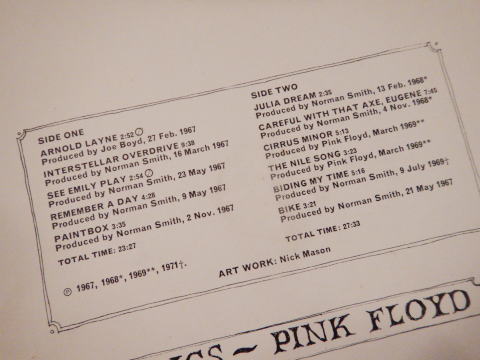 SIDE ONE
ARNOLD LAYNE 2:52
Produced by Joe Boyd, 27 Feb. 1967
INTERSTELLAR OVERDRIVE 9:38
Produced by Norman Smith, 16 March 1967
SEE EMILY PLAY 2:54
Produced by Norman Smith, 23 May 1967
REMEMBER A DAY 4:28
Produced by Norman Smith, 9 May 1967
PAINTBOX 3:35
Produced by Norman Smith, 2 Nov. 1967
TOTAL TIME: 23:27
SIDE TWO
JULIA DREAM 2:35
Produced by Norman Smith, 13 Feb. 1968*
CAREFUL WITH THAT AXE, EUGENE 7:45
Produced by Norman Smith, 4 Nov. 1968*
CIRRUS MINOR 5:13
Produced by Pink Floyd, March 1969**
THE NILE SONG 3:23
Produced by Pink Floyd, March 1969**
BIDING MY TIME 5:16
Produced by Norman Smith, 9 July 1969†
BIKE 3:21
Produced by Norman Smith, 21 May 1967
TOTAL TIME: 27:33
℗ 1967, 1968*, 1969**, 1971†.
ART WORK: Nick Mason
~ PINK FLOYD